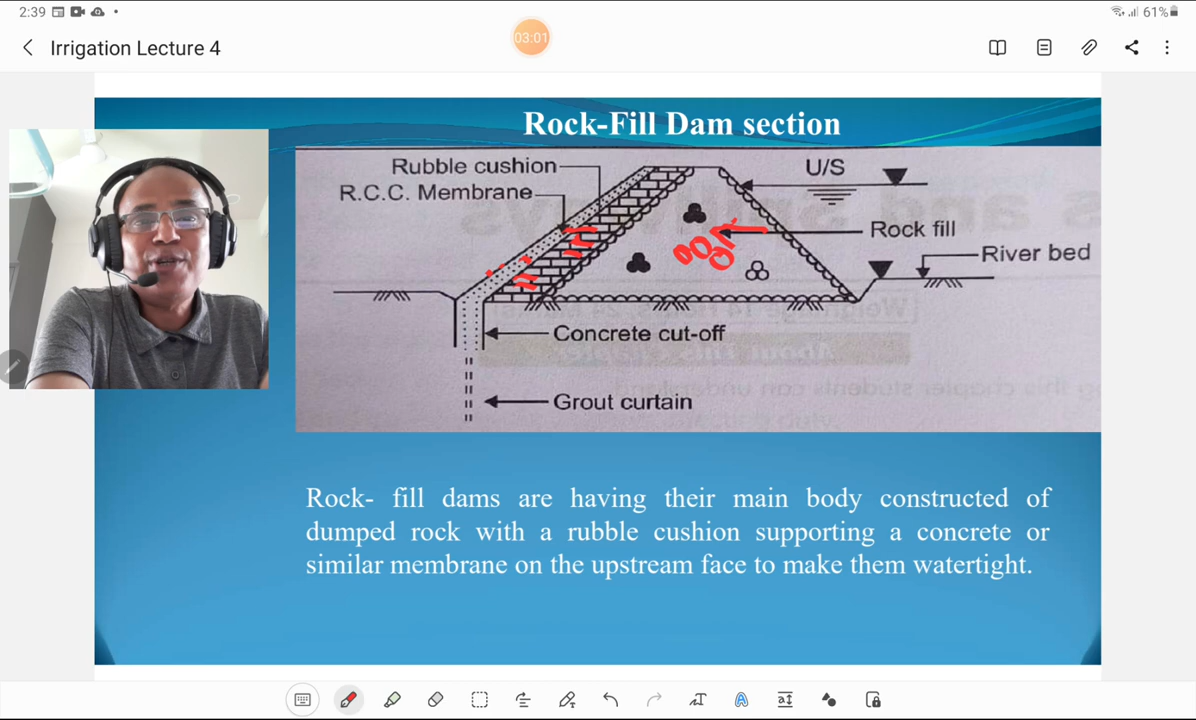 2:39
61%
03:01
Irrigation Lecture 4
Rock-Fill Dam section
Rubble cushion
U/S
R.C.C. Membrane
Rock fill
River bed
Concrete cut-off
Grout curtain
Rock- fill dams are having their main body constructed of
dumped rock with a rubble cushion supporting a concrete or
similar membrane on the upstream face to make them watertight.